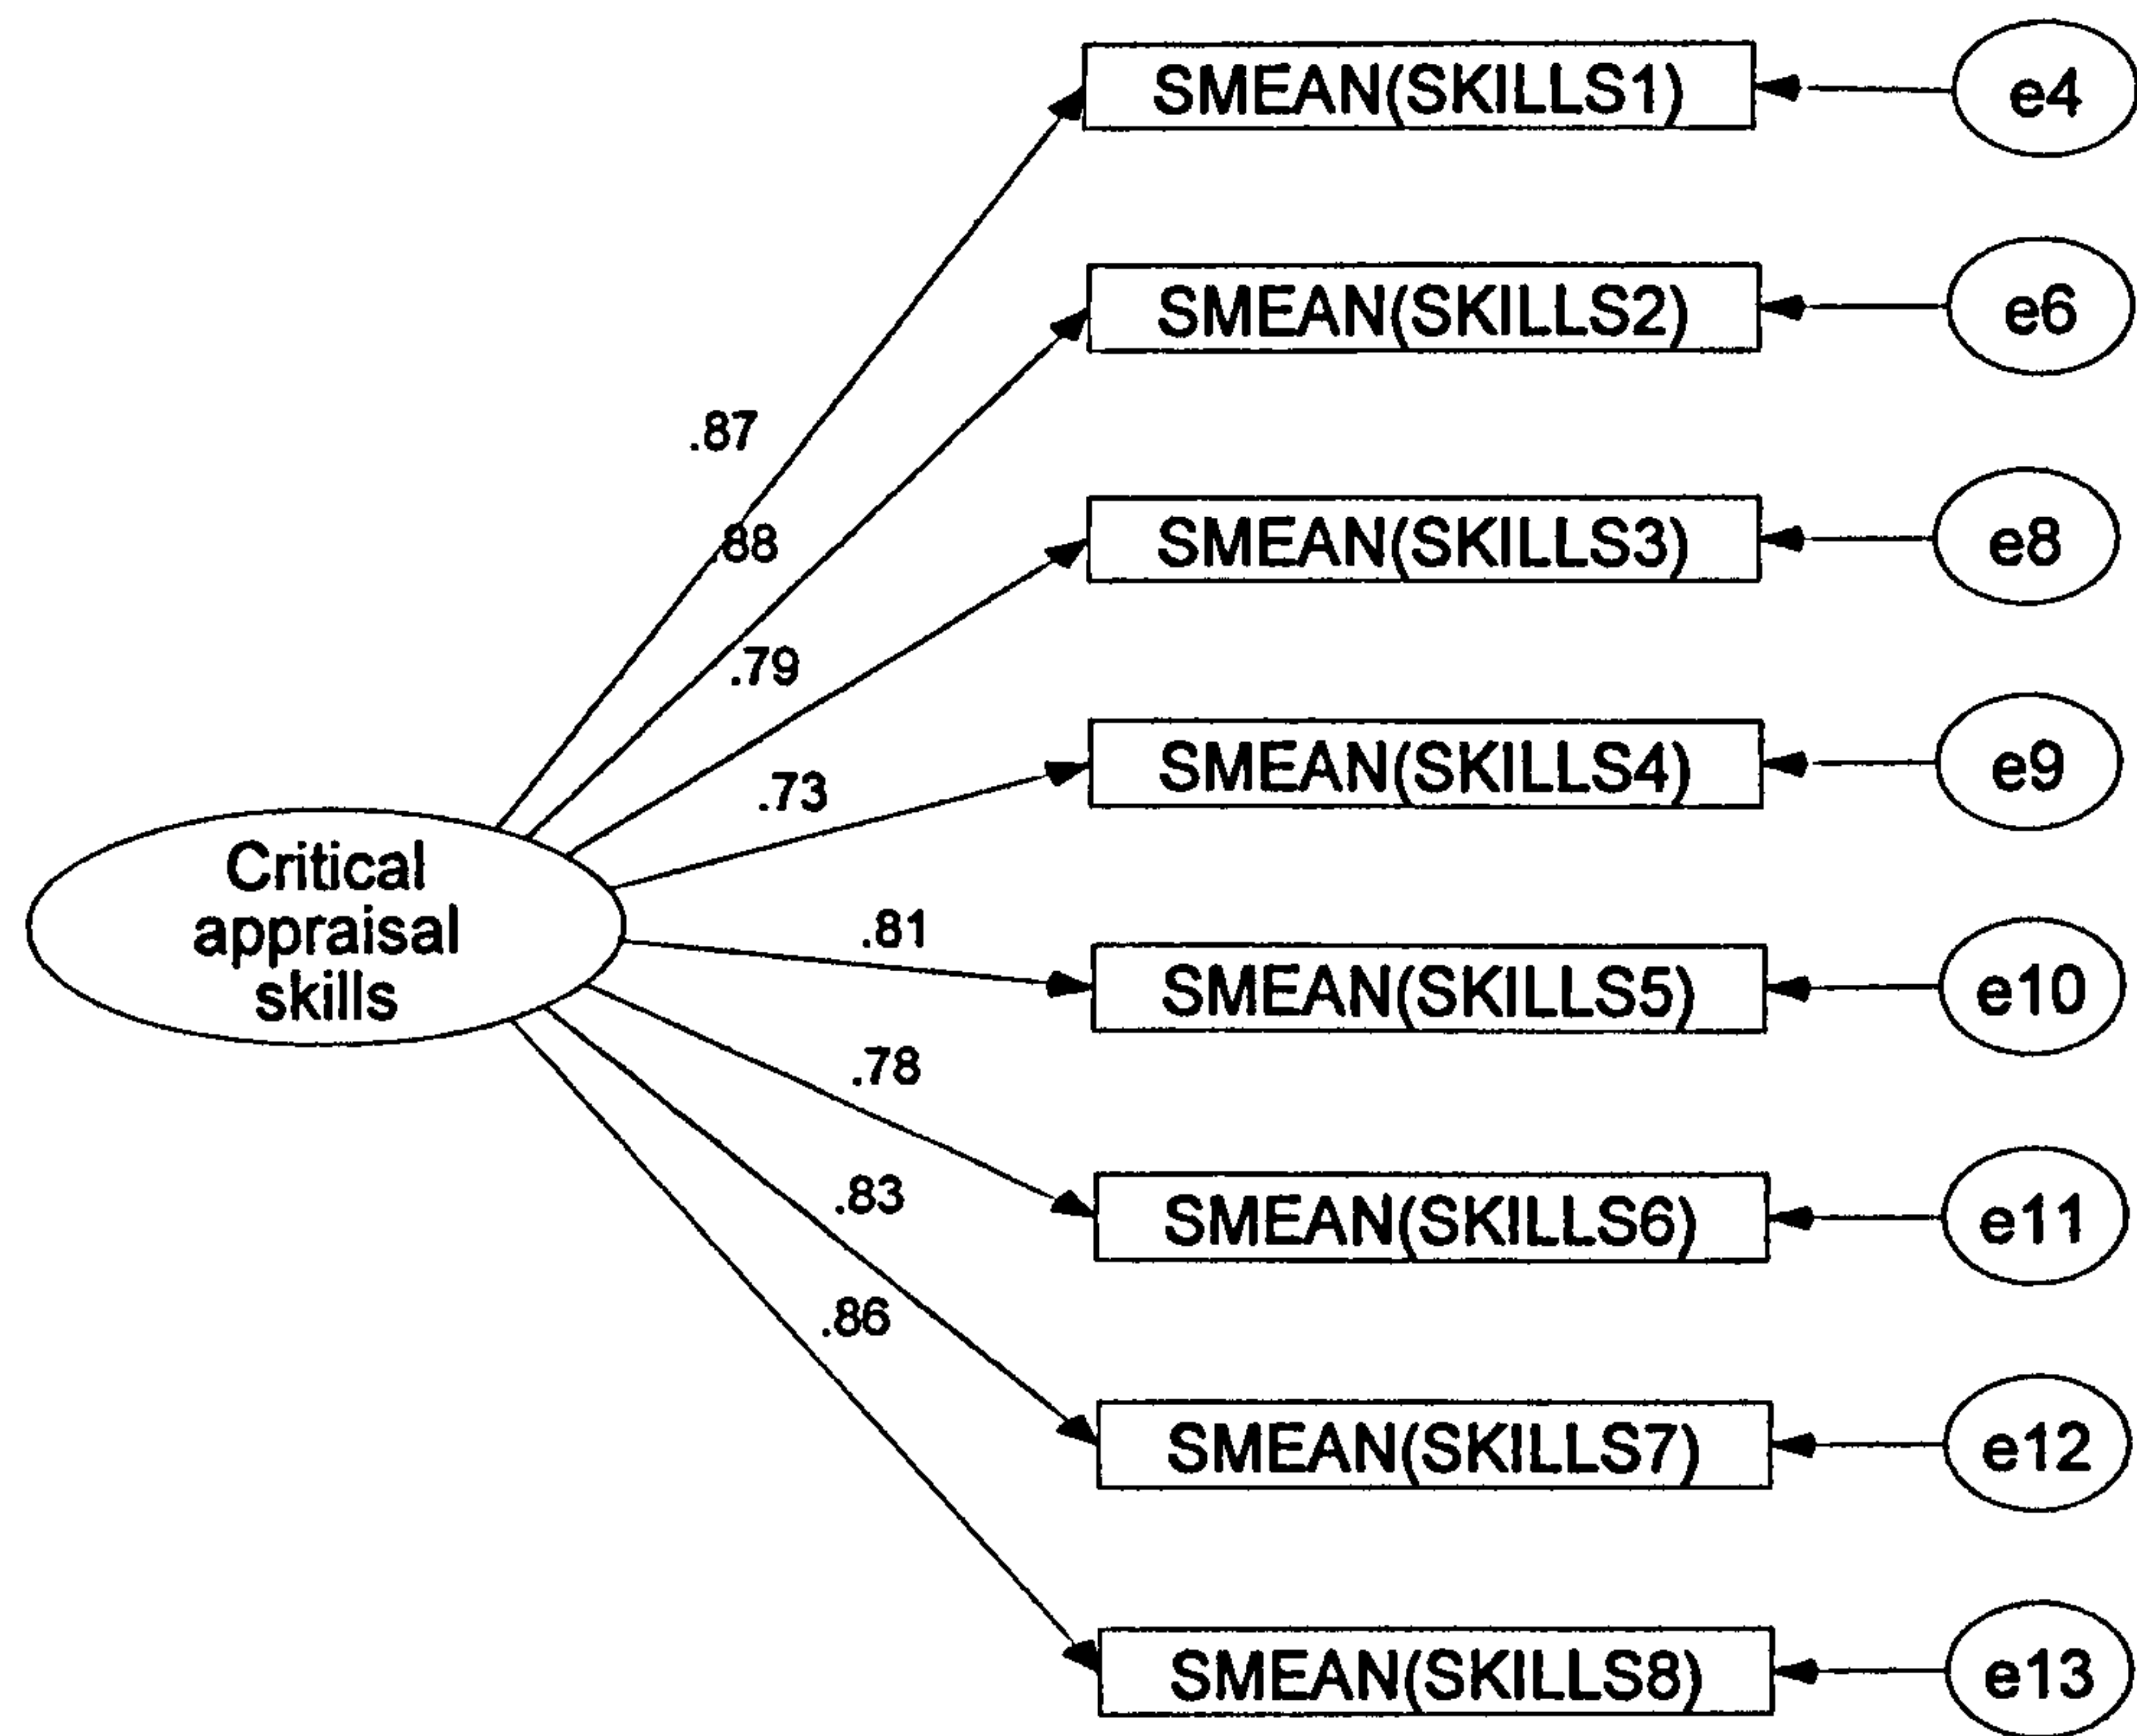 SMEAN(SKILLS1)
e4
SMEAN(SKILLS2)
e6
.87
SMEAN(SKILLS3)
e8
.88
.79
SMEAN(SKILLS4)
e9
.73
Critical
appraisal
skills
.81
SMEAN(SKILLS5)
e10
.78
SMEAN(SKILLS6)
e11
.83
.86
SMEAN(SKILLS7)
e12
SMEAN(SKILLS8)
e13